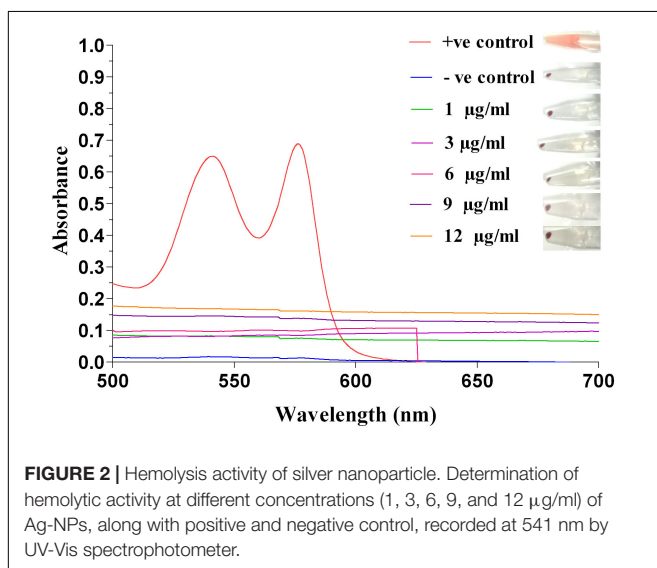 1.0
0.9
0.8
0.7
0.6
0.5
0.4
0.3
0.2
0.1
0.0
Absorbance
500 550 600 650 700
Wavelength (nm)
+ve control
- ve control
1 µg/ml
3 µg/ml
6 µg/ml
9 µg/ml
12 µg/ml
FIGURE 2 | Hemolysis activity of silver nanoparticle. Determination of
hemolytic activity at different concentrations (1, 3, 6, 9, and 12 µg/ml) of
Ag-NPs, along with positive and negative control, recorded at 541 nm by
UV-Vis spectrophotometer.